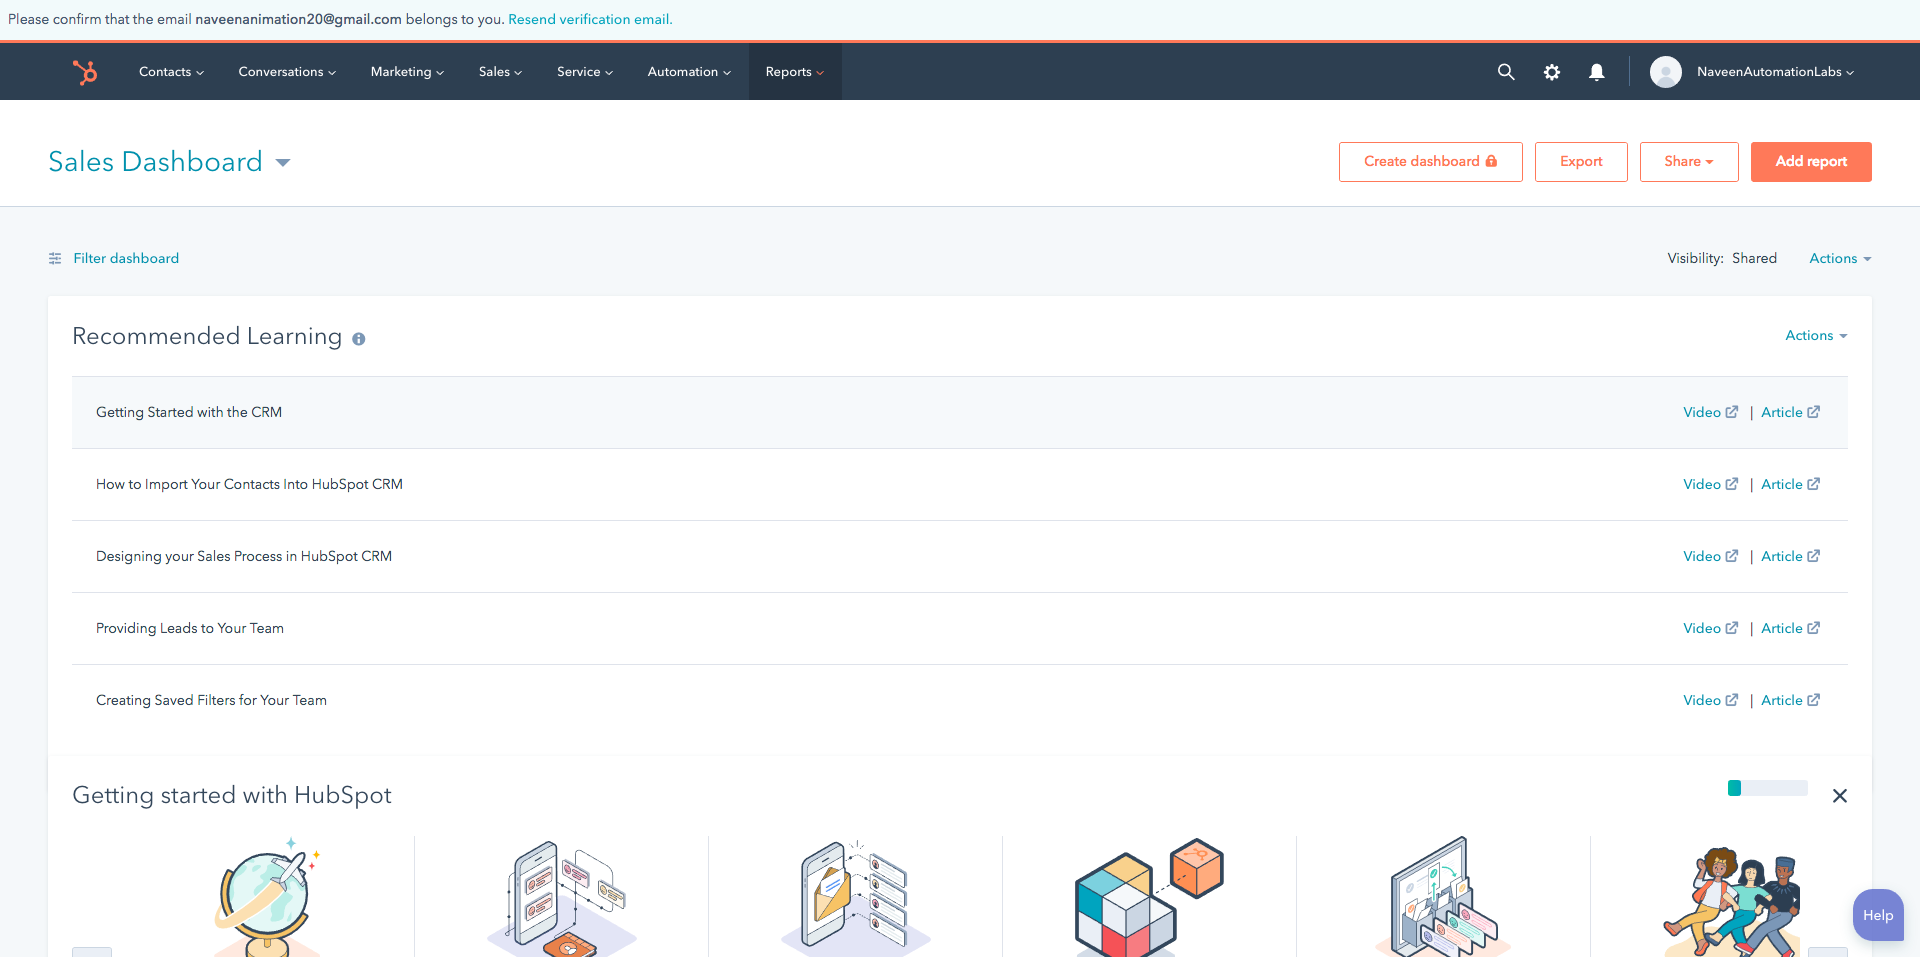 Please confirm that the email naveenanimation20@gmail.com belongs to you. Resend verification email.
Contacts Conversations Marketing Sales Service Automation Reports NaveenAutomationLabs
Sales Dashboard Create dashboard Export Share Add report
Filter dashboard Visibility: Shared Actions
Recommended Learning Actions
Getting Started with the CRM Video | Article
How to Import Your Contacts Into HubSpot CRM Video | Article
Designing your Sales Process in HubSpot CRM Video | Article
Providing Leads to Your Team Video | Article
Creating Saved Filters for Your Team Video | Article
Getting started with HubSpot
Help